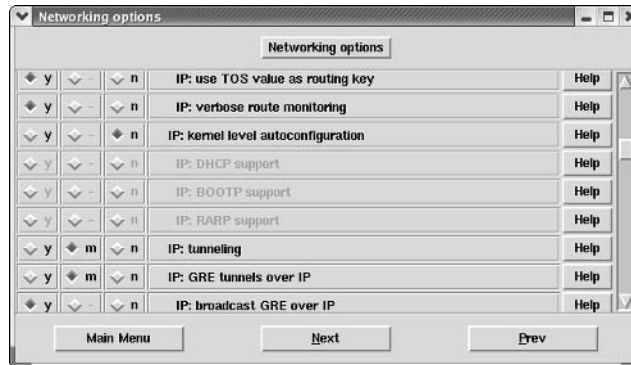 Networking options
Networking options
y - n IP: use TOS value as routing key Help
y - n IP: verbose route monitoring Help
y - n IP: kernel level autoconfiguration Help
y - n IP: DHCP support Help
y - n IP: BOOTP support Help
y - n IP: RARP support Help
y m n IP: tunneling Help
y m n IP: GRE tunnels over IP Help
y - n IP: broadcast GRE over IP Help
Main Menu Next Prev